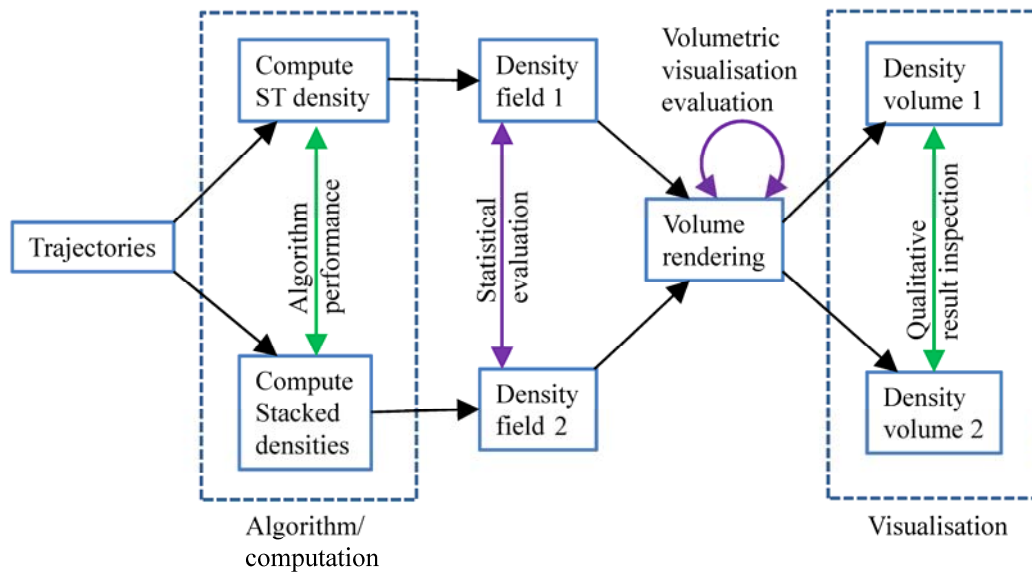 Compute
ST density
Density
field 1
Volumetric
visualisation
evaluation
Density
volume 1
Trajectories
Algorithm
performance
Statistical
evaluation
Volume
rendering
Qualitative
result inspection
Compute
Stacked
densities
Density
field 2
Density
volume 2
Algorithm/
computation
Visualisation